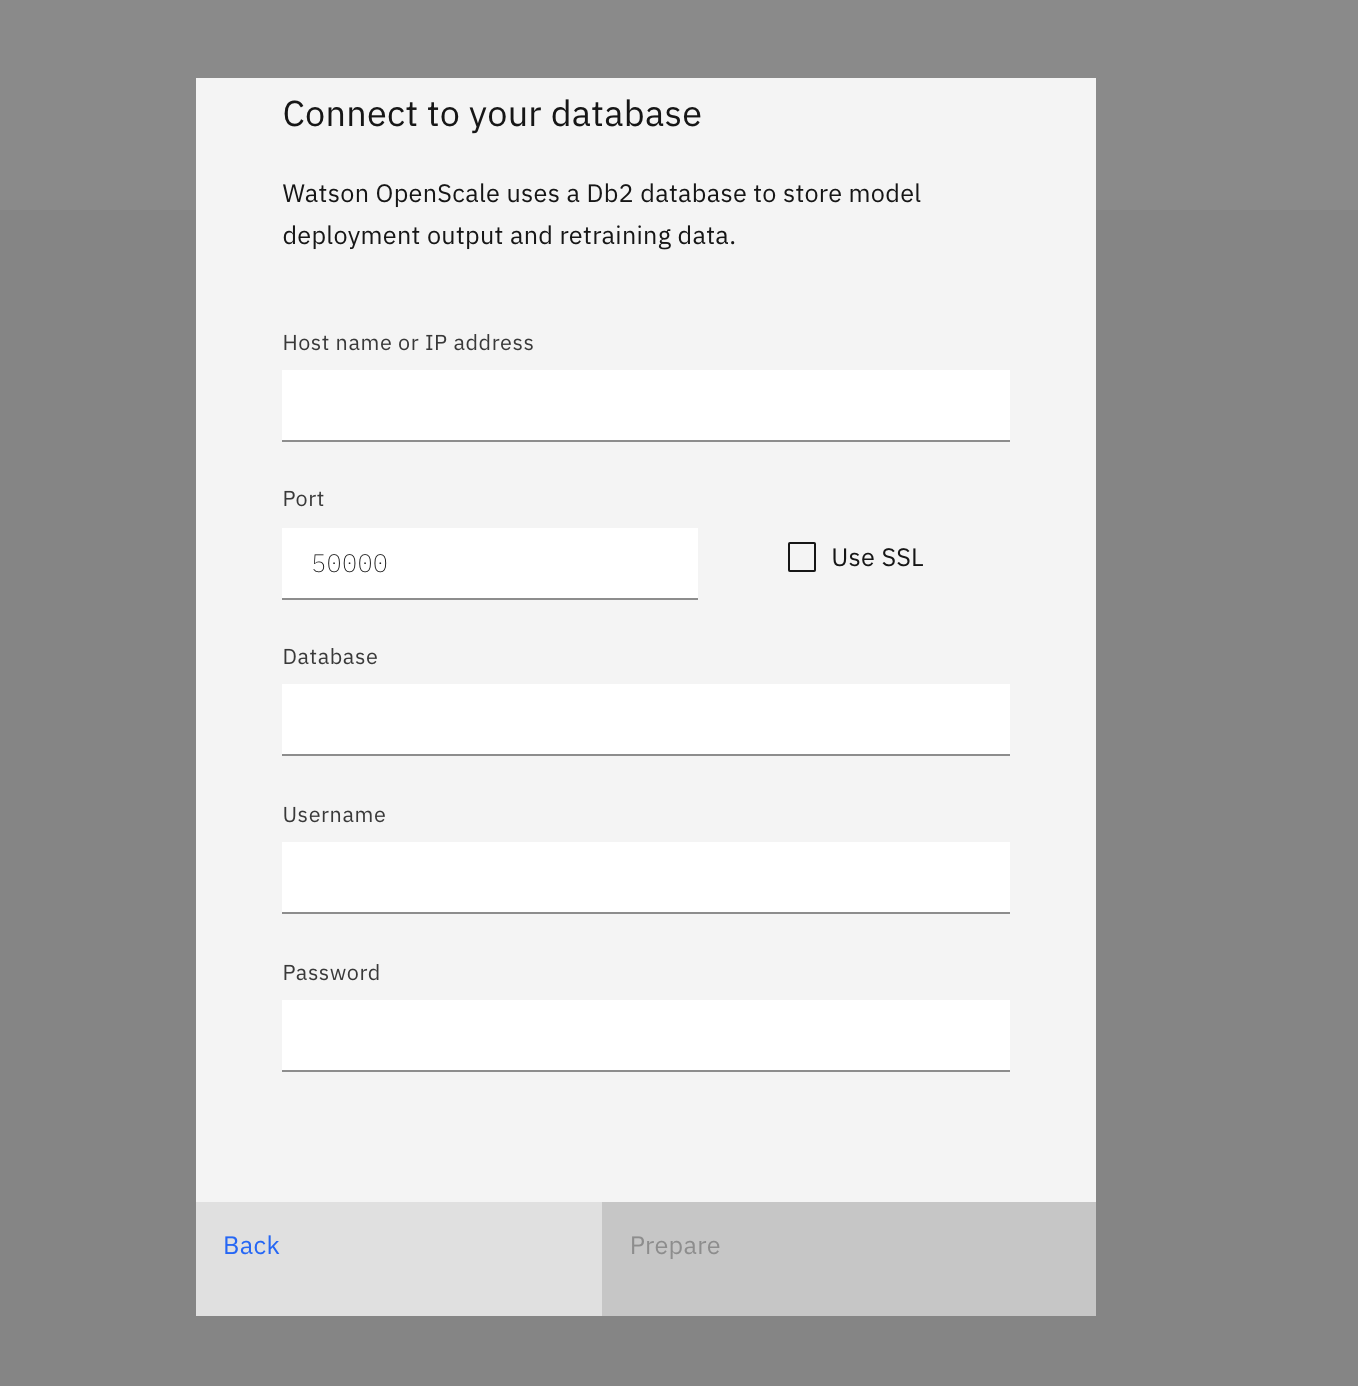 Connect to your database
Watson OpenScale uses a Db2 database to store model
deployment output and retraining data.
Host name or IP address
Port
50000
Use SSL
Database
Username
Password
Back
Prepare